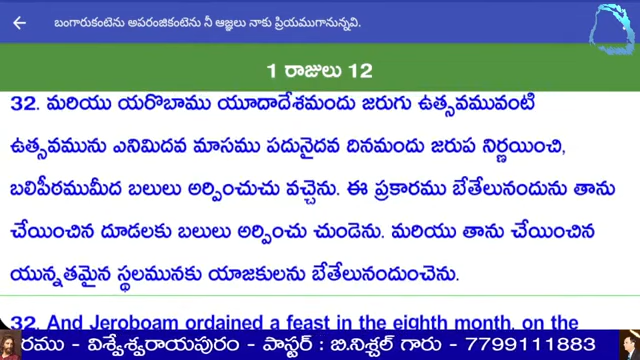 బంగారుకంటెను అపరంజికంటెను నీ ఆజ్ఞలు నాకు ప్రియముగానున్నవి.
1 రాజులు 12
32. మరియు యరొబాము యూదాదేశమందు జరుగు ఉత్సవమువంటి
ఉత్సవమును ఎనిమిదవ మాసము పదునైదవ దినమందు జరుప నిర్ణయించి,
బలిపీఠముమీద బలులు అర్పించుచు వచ్చెను. ఈ ప్రకారము బేతేలునందును తాను
చేయించిన దూడలకు బలులు అర్పించు చుండెను. మరియు తాను చేయించిన
యున్నతమైన స్థలమునకు యాజకులను బేతేలునందుంచెను.
32. And Jeroboam ordained a feast in the eighth month, on the
రము - విశ్వేశ్వరాయపురం - పాస్టర్ : బి.నిశ్చల్ గారు - 7799111883